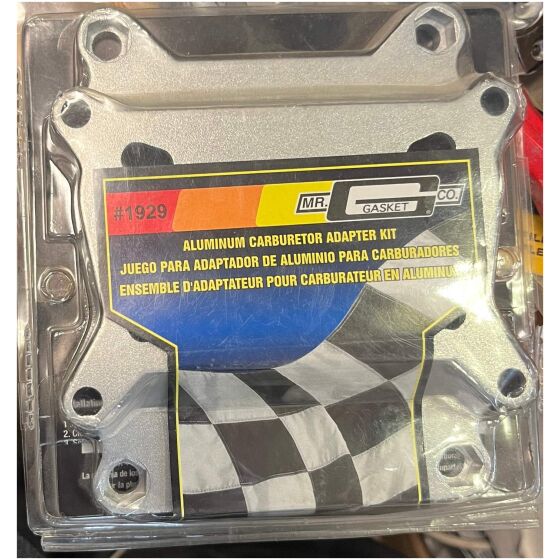 MR. GASKET CO.
#1929
ALUMINUM CARBURETOR ADAPTER KIT
JUEGO PARA ADAPTADOR DE ALUMINIO PARA CARBURADORES
ENSEMBLE D'ADAPTATEUR POUR CARBURATEUR EN